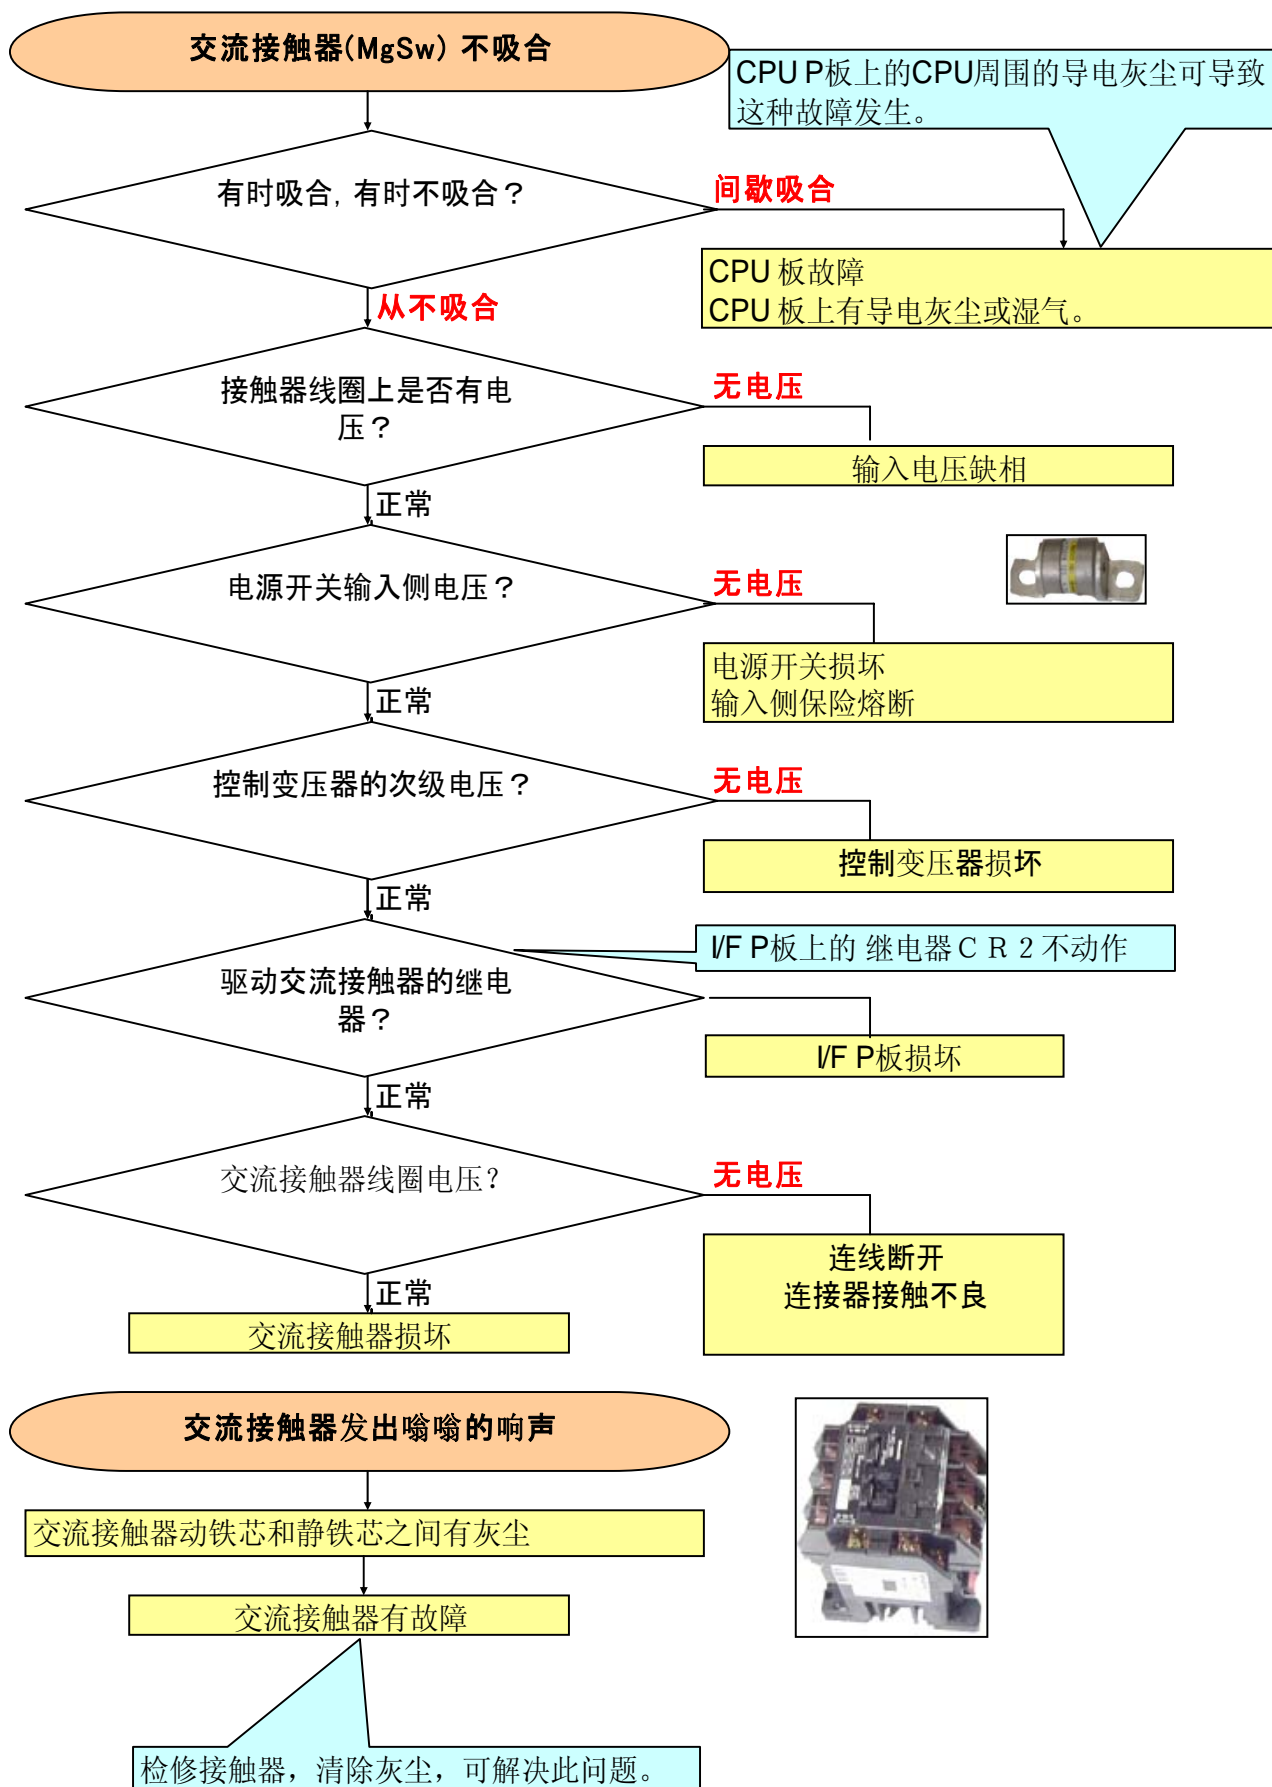 交流接触器(MgSw) 不吸合
CPU P板上的CPU周围的导电灰尘可导致
这种故障发生。
有时吸合, 有时不吸合？
间歇吸合
CPU 板故障
CPU 板上有导电灰尘或湿气。
从不吸合
接触器线圈上是否有电
压？
无电压
输入电压缺相
正常
电源开关输入侧电压？
无电压
电源开关损坏
输入侧保险熔断
正常
控制变压器的次级电压？
无电压
控制变压器损坏
正常
I/F P板上的 继电器ＣＲ２不动作
驱动交流接触器的继电
器？
I/F P板损坏
正常
交流接触器线圈电压？
无电压
连线断开
连接器接触不良
正常
交流接触器损坏
交流接触器发出嗡嗡的响声
交流接触器动铁芯和静铁芯之间有灰尘
交流接触器有故障
检修接触器，清除灰尘，可解决此问题。